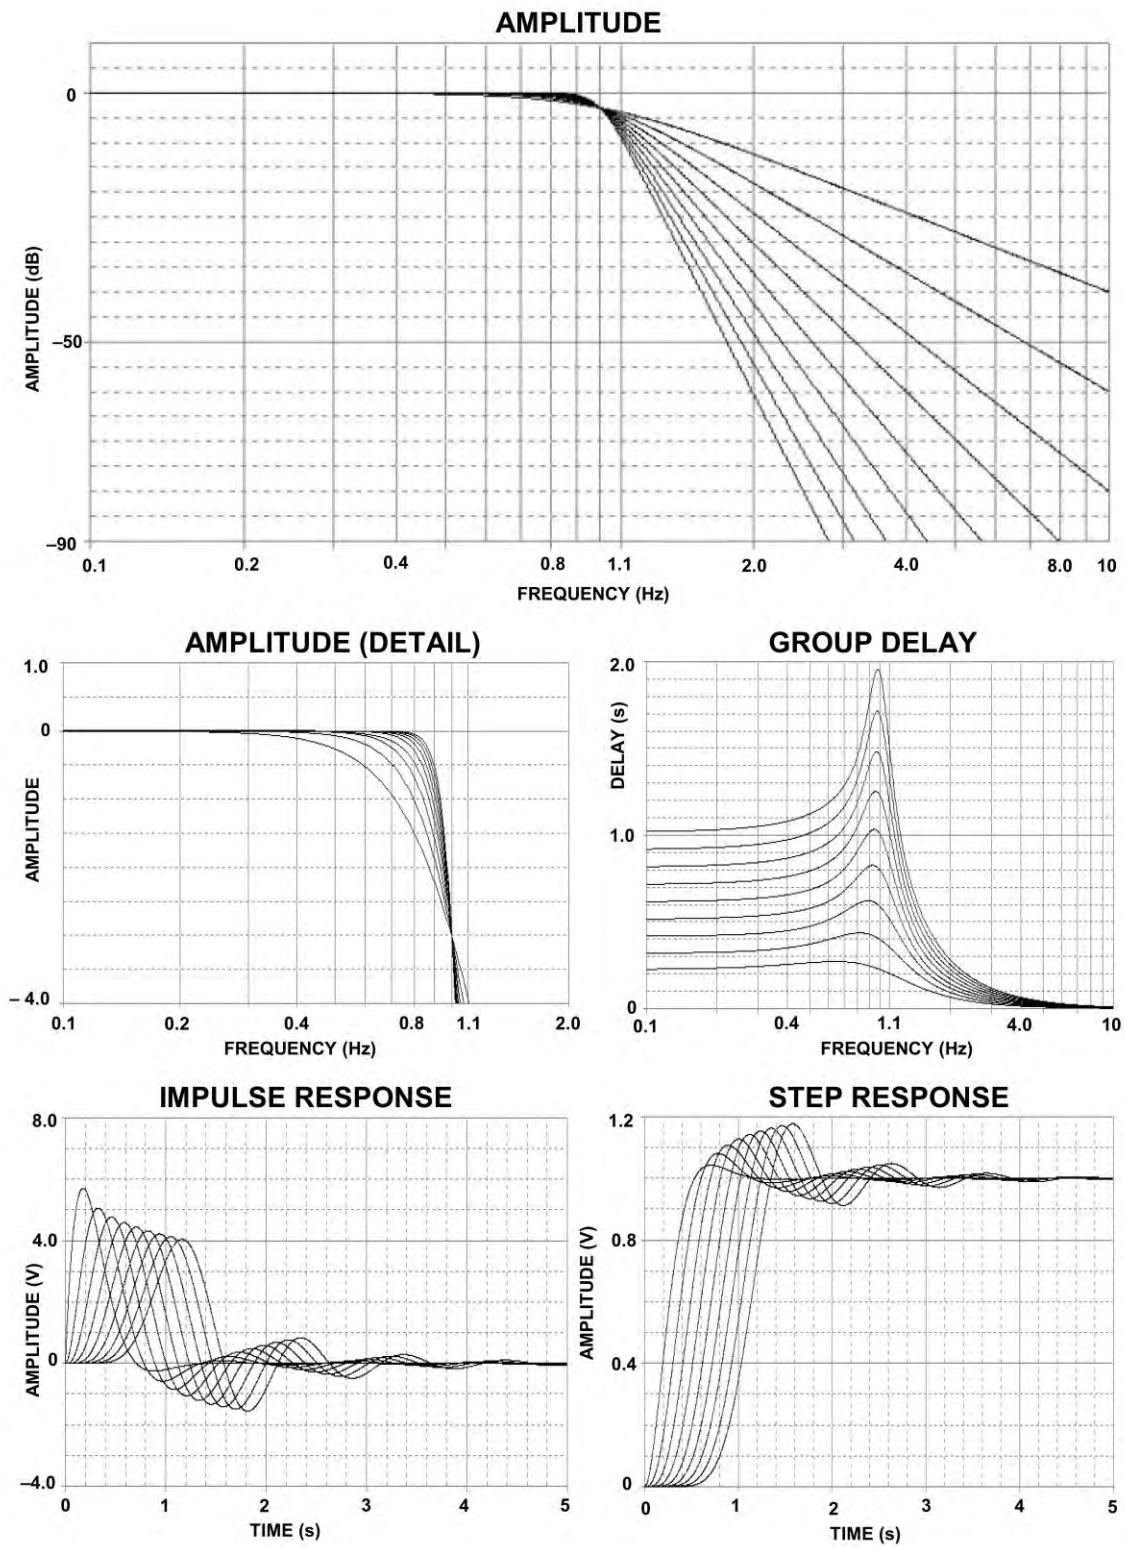 AMPLITUDE
AMPLITUDE (dB)
0
–50
–90
0.1 0.2 0.4 0.8 1.1 2.0 4.0 8.0 10
FREQUENCY (Hz)
AMPLITUDE (DETAIL)
AMPLITUDE
1.0
0
– 4.0
0.1 0.2 0.4 0.8 1.1 2.0
FREQUENCY (Hz)
GROUP DELAY
DELAY (s)
2.0
1.0
0
0.1 0.4 1.1 4.0 10
FREQUENCY (Hz)
IMPULSE RESPONSE
AMPLITUDE (V)
8.0
4.0
0
–4.0
0 1 2 3 4 5
TIME (s)
STEP RESPONSE
AMPLITUDE (V)
1.2
0.8
0.4
0
0 1 2 3 4 5
TIME (s)